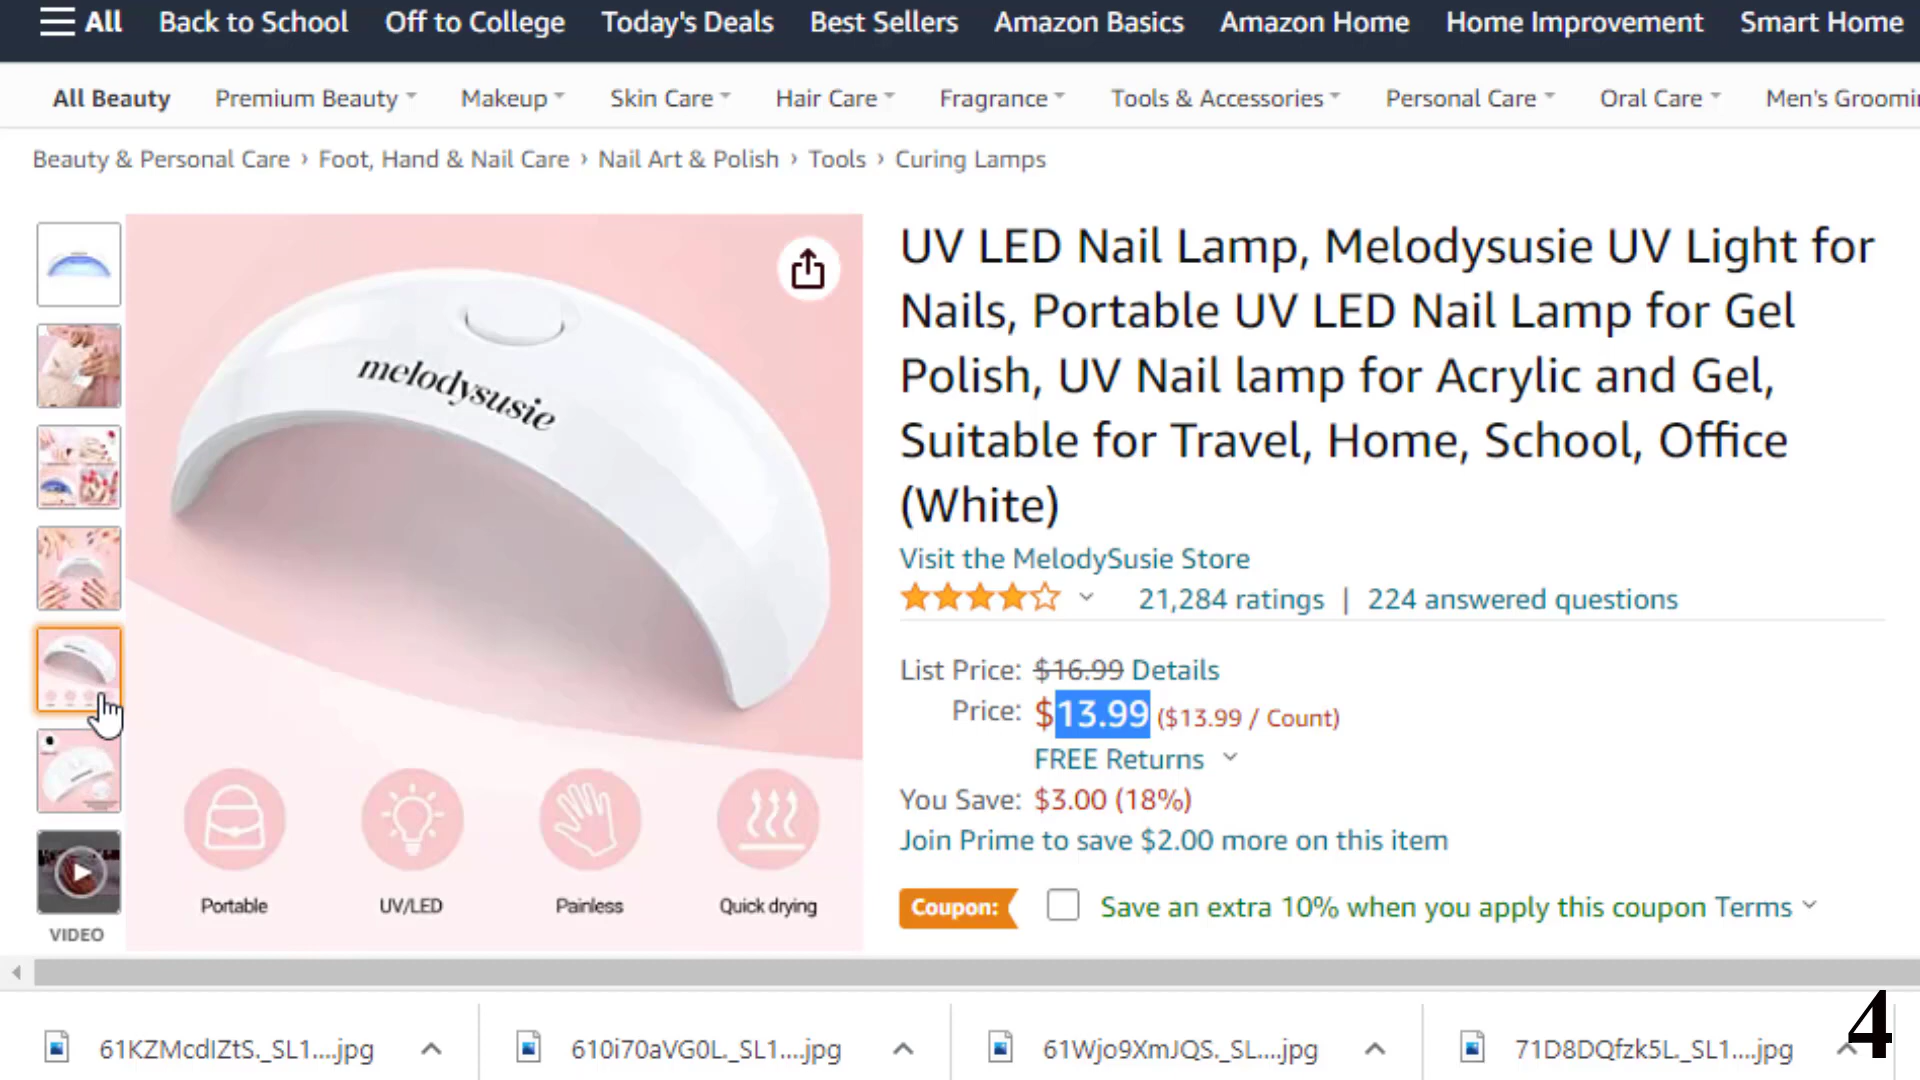 All Back to School Off to College Today's Deals Best Sellers Amazon Basics Amazon Home Home Improvement Smart Home
All Beauty Premium Beauty Makeup Skin Care Hair Care Fragrance Tools & Accessories Personal Care Oral Care Men's Groomi
Beauty & Personal Care › Foot, Hand & Nail Care › Nail Art & Polish › Tools › Curing Lamps
melodysusie
Portable UV/LED Painless Quick drying
VIDEO
UV LED Nail Lamp, Melodysusie UV Light for
Nails, Portable UV LED Nail Lamp for Gel
Polish, UV Nail lamp for Acrylic and Gel,
Suitable for Travel, Home, School, Office
(White)
Visit the MelodySusie Store
21,284 ratings | 224 answered questions
List Price: $16.99 Details
Price: $13.99 ($13.99 / Count)
FREE Returns
You Save: $3.00 (18%)
Join Prime to save $2.00 more on this item
Coupon: Save an extra 10% when you apply this coupon Terms
61KZMcdIZtS._SL1....jpg 610i70aVG0L._SL1....jpg 61Wjo9XmJQS._SL....jpg 71D8DQfzk5L._SL1....jpg
4